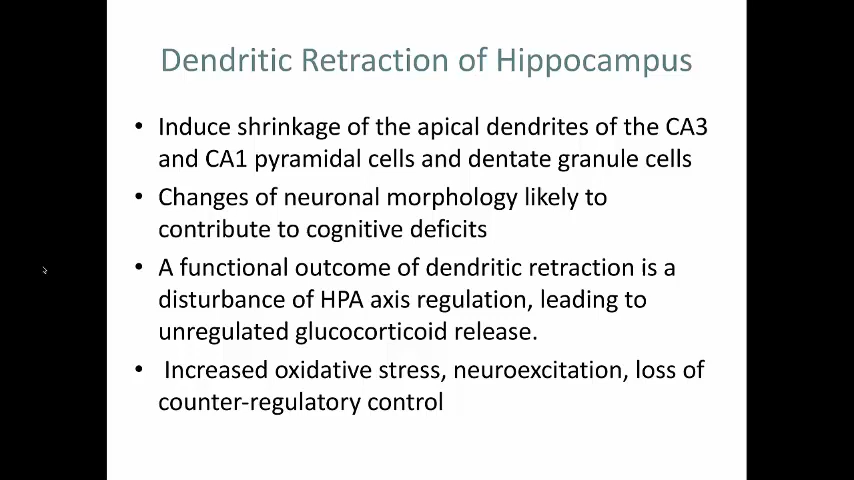 Dendritic Retraction of Hippocampus
• Induce shrinkage of the apical dendrites of the CA3
and CA1 pyramidal cells and dentate granule cells
• Changes of neuronal morphology likely to
contribute to cognitive deficits
• A functional outcome of dendritic retraction is a
disturbance of HPA axis regulation, leading to
unregulated glucocorticoid release.
• Increased oxidative stress, neuroexcitation, loss of
counter-regulatory control